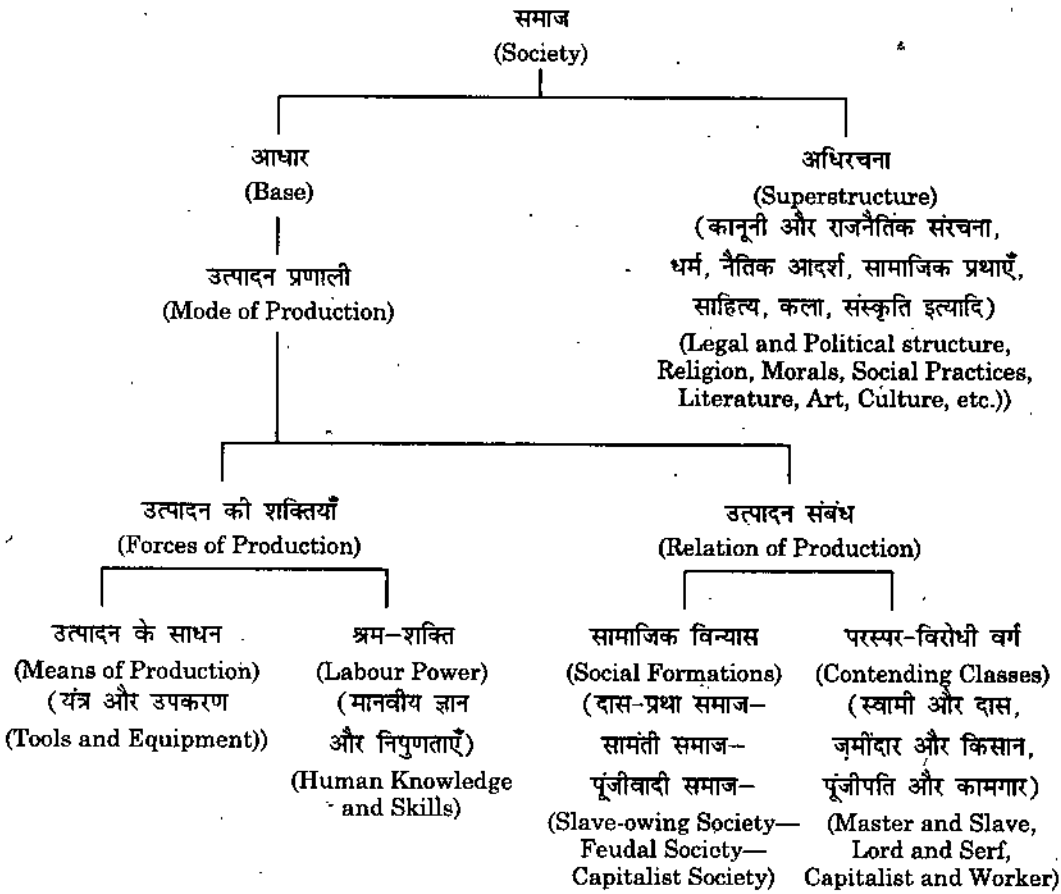 समाज
(Society)
आधार
(Base)
उत्पादन प्रणाली
(Mode of Production)
अधिरचना
(Superstructure)
(कानूनी और राजनैतिक संरचना,
धर्म, नैतिक आदर्श, सामाजिक प्रथाएँ,
साहित्य, कला, संस्कृति इत्यादि)
(Legal and Political structure,
Religion, Morals, Social Practices,
Literature, Art, Culture, etc.))
उत्पादन की शक्तियाँ
(Forces of Production)
उत्पादन संबंध
(Relation of Production)
उत्पादन के साधन
(Means of Production)
(यंत्र और उपकरण
(Tools and Equipment))
श्रम-शक्ति
(Labour Power)
(मानवीय ज्ञान
और निपुणताएँ)
(Human Knowledge
and Skills)
सामाजिक विन्यास
(Social Formations)
(दास-प्रथा समाज–
सामंती समाज–
पूंजीवादी समाज–
(Slave-owing Society—
Feudal Society—
Capitalist Society)
परस्पर-विरोधी वर्ग
(Contending Classes)
(स्वामी और दास,
ज़मींदार और किसान,
पूंजीपति और कामगार)
(Master and Slave,
Lord and Serf,
Capitalist and Worker)